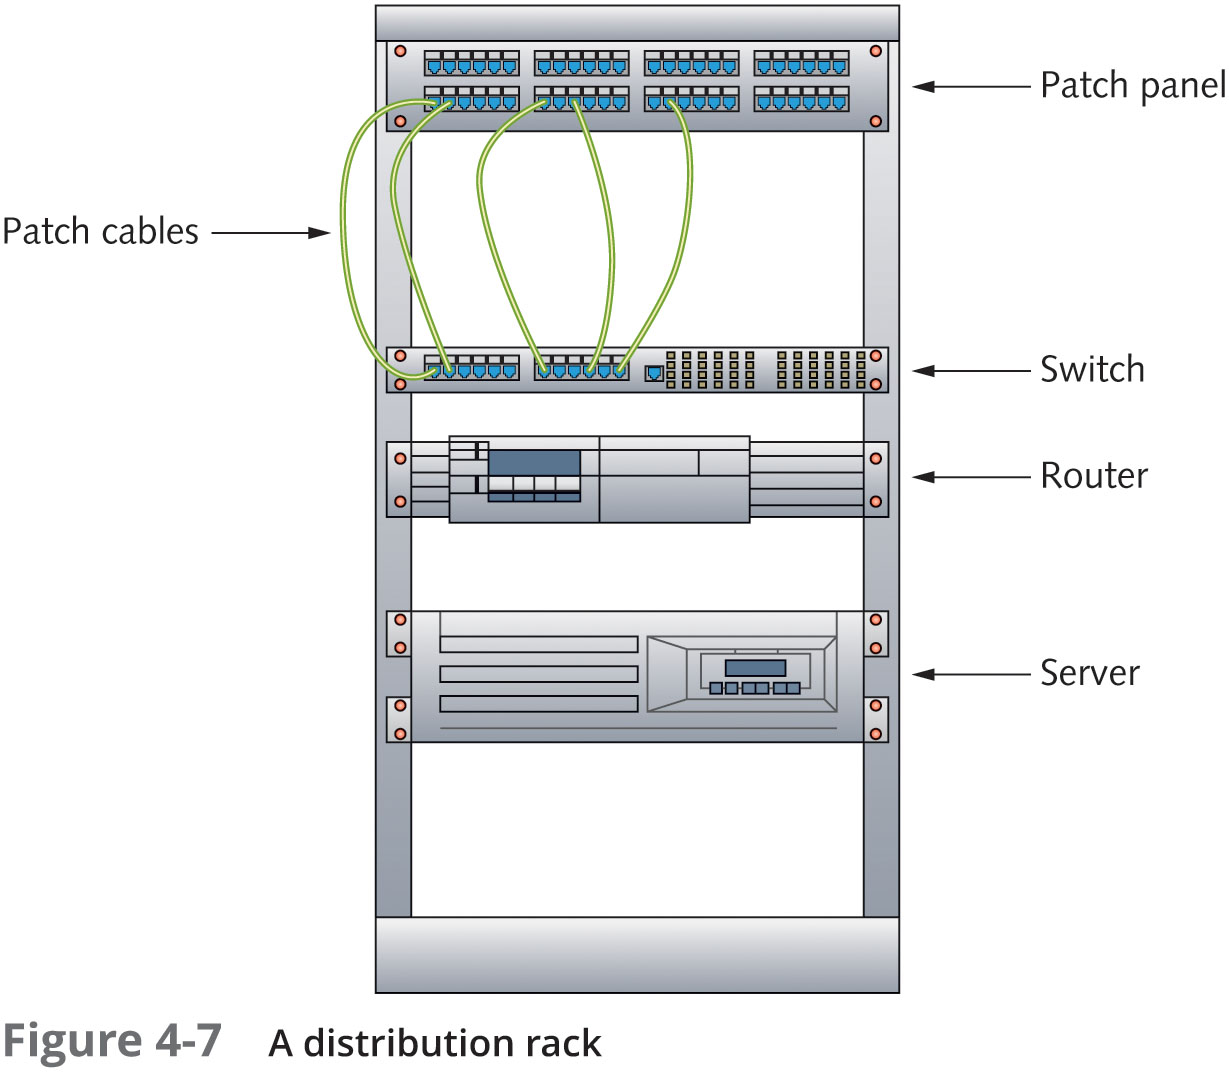 Patch panel
Patch cables
Switch
Router
Server
Figure 4-7 A distribution rack